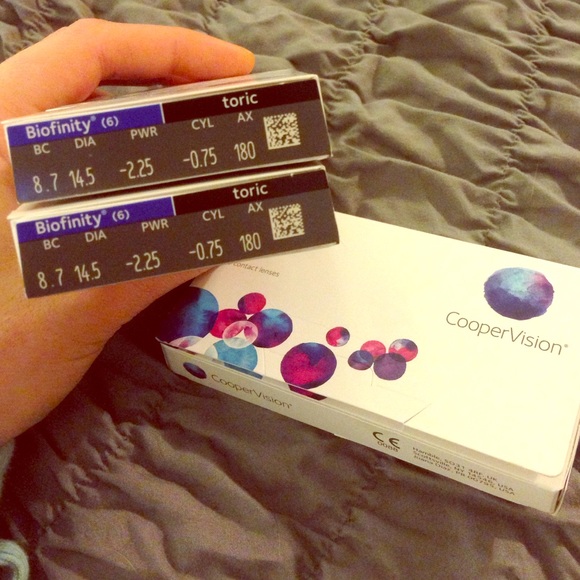 Biofinity® (6) toric
BC DIA PWR CYL AX
8.7 14.5 -2.25 -0.75 180
Biofinity® (6) toric
BC DIA PWR CYL AX
8.7 14.5 -2.25 -0.75 180
contact lenses
CooperVision®
CooperVision®
CE
0086